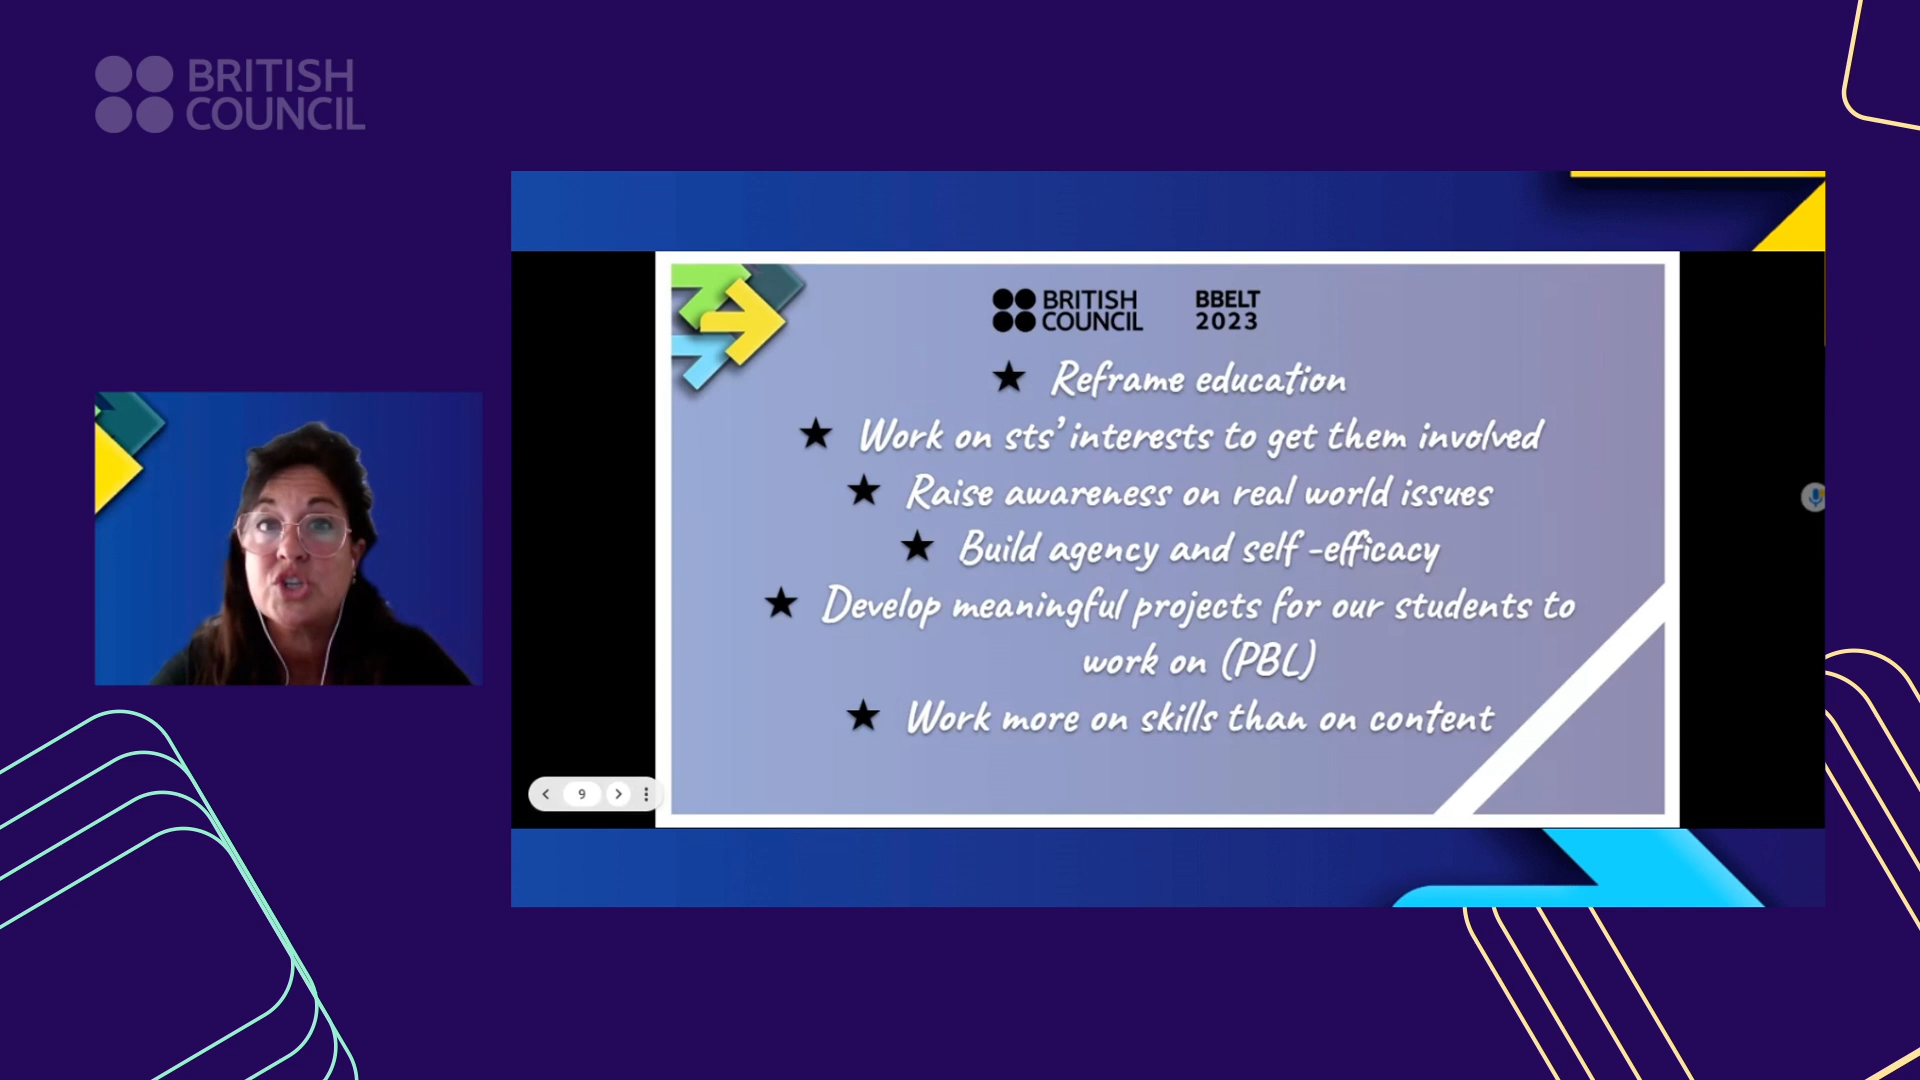 BRITISH
COUNCIL
BRITISH
COUNCIL
BBELT
2023
★ Reframe education
★ Work on sts' interests to get them involved
★ Raise awareness on real world issues
★ Build agency and self -efficacy
★ Develop meaningful projects for our students to
work on (PBL)
★ Work more on skills than on content
9